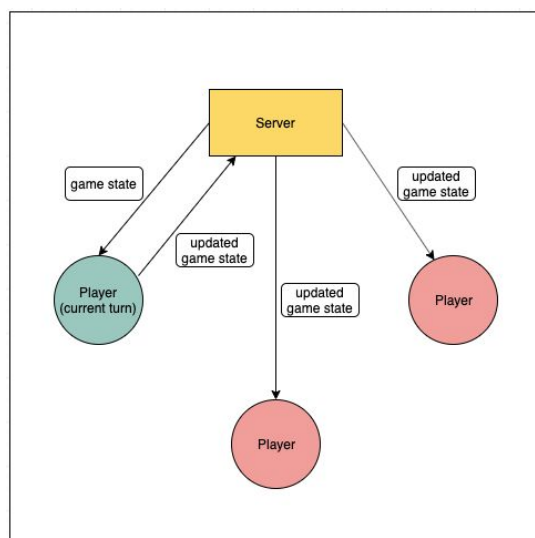 Server
game state
updated
game state
updated
game state
Player
(current turn)
updated
game state
Player
Player